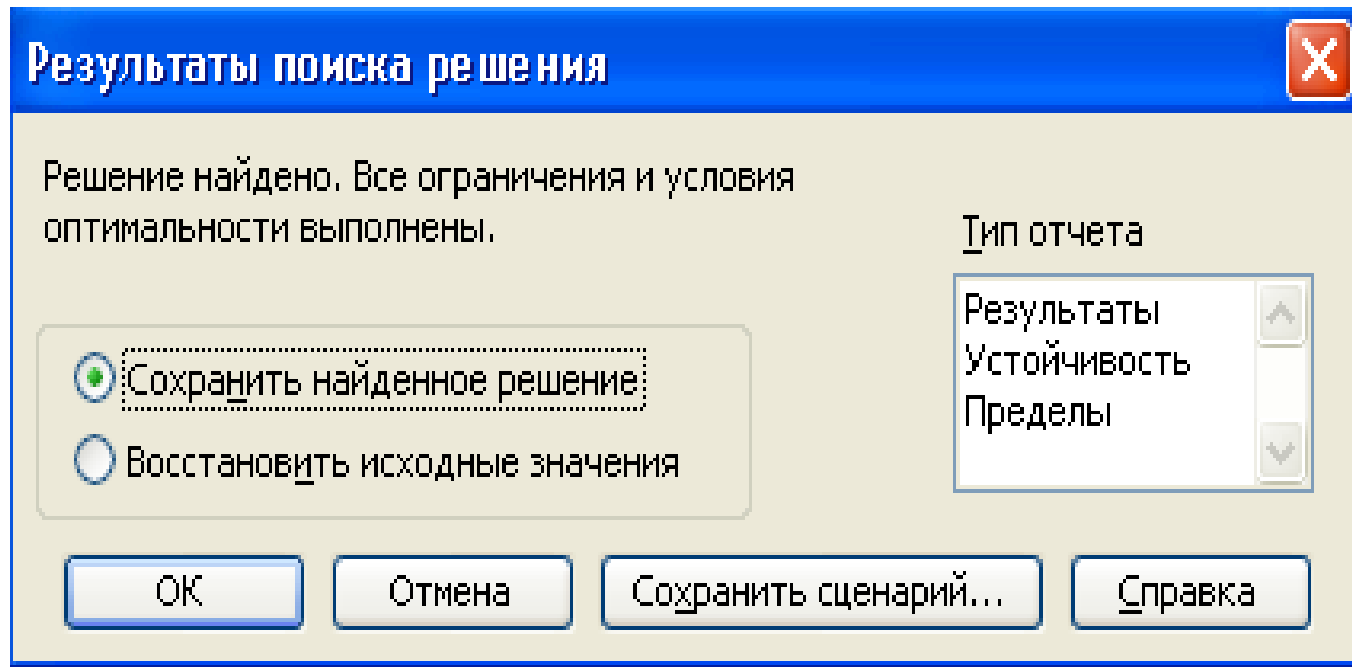 Результаты поиска решения
Решение найдено. Все ограничения и условия
оптимальности выполнены.
Тип отчета
Результаты
Устойчивость
Пределы
Сохранить найденное решение
Восстановить исходные значения
ОК
Отмена
Сохранить сценарий...
Справка